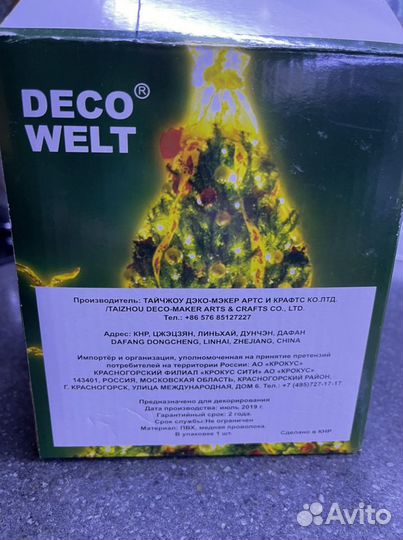 DECO®
WELT
Производитель: ТАЙЧЖОУ ДЭКО-МЭКЕР АРТС И КРАФТС КО.ЛТД.
/TAIZHOU DECO-MAKER ARTS & CRAFTS CO., LTD.
Тел.: +86 576 85127227
Адрес: КНР, ЦЖЭЦЗЯН, ЛИНЬХАЙ, ДУНЧЭН, ДАФАН
DAFANG DONGCHENG, LINHAI, ZHEJIANG, CHINA
Импортёр и организация, уполномоченная на принятие претензий
потребителей на территории России: АО «КРОКУС»
КРАСНОГОРСКИЙ ФИЛИАЛ «КРОКУС СИТИ» АО «КРОКУС»
143401, РОССИЯ, МОСКОВСКАЯ ОБЛАСТЬ, КРАСНОГОРСКИЙ РАЙОН,
Г. КРАСНОГОРСК, УЛИЦА МЕЖДУНАРОДНАЯ, ДОМ 6. Тел.: +7 (495)727-17-17
Предназначено для декорирования
Дата производства: июль 2019 г.
Гарантийный срок: 2 года.
Срок службы:Не ограничен
Материал: ПВХ, медная проволока.
В упаковке 1 шт.
Сделано в КНР
Avito